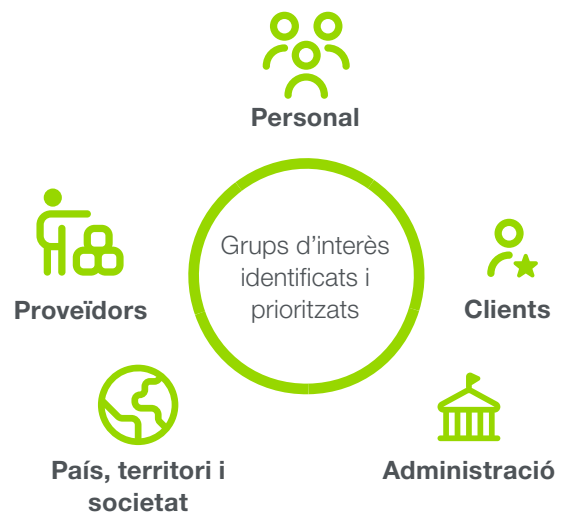 Personal
Grups d’interès
identificats i
prioritzats
Proveïdors
Clients
País, territori i
societat
Administració